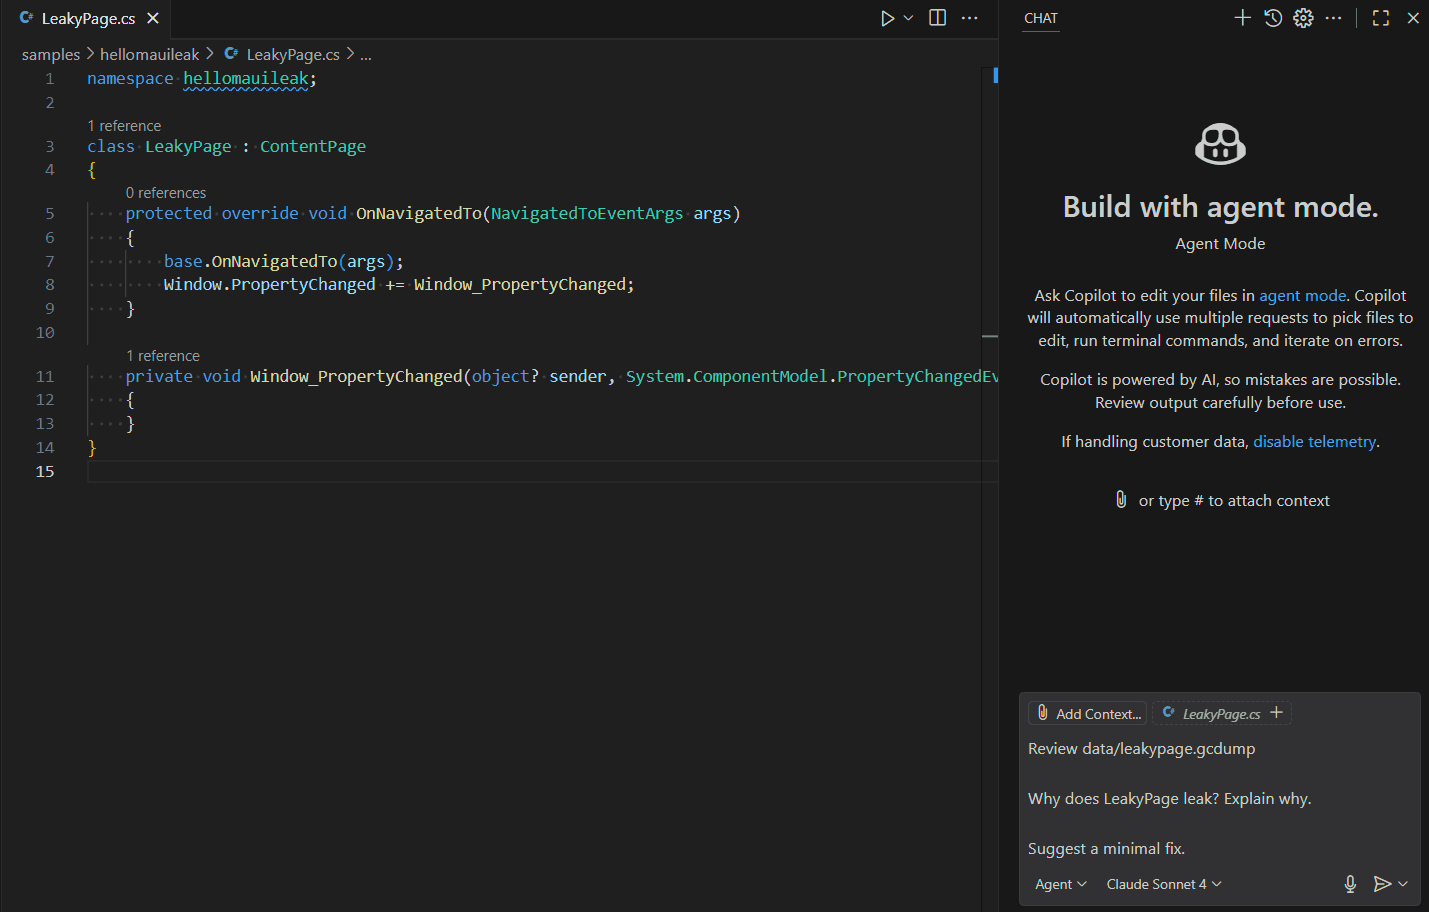 LeakyPage.cs
samples > hellomauileak > LeakyPage.cs > ...
1 namespace hellomauileak;
2
1 reference
3 class LeakyPage : ContentPage
4 {
0 references
5 protected override void OnNavigatedTo(NavigatedToEventArgs args)
6 {
7 base.OnNavigatedTo(args);
8 Window.PropertyChanged += Window_PropertyChanged;
9 }
10
1 reference
11 private void Window_PropertyChanged(object? sender, System.ComponentModel.PropertyChangedEv
12 {
13 }
14 }
15
CHAT
Build with agent mode.
Agent Mode
Ask Copilot to edit your files in agent mode. Copilot
will automatically use multiple requests to pick files to
edit, run terminal commands, and iterate on errors.
Copilot is powered by AI, so mistakes are possible.
Review output carefully before use.
If handling customer data, disable telemetry.
or type # to attach context
Add Context... LeakyPage.cs
Review data/leakypage.gcdump
Why does LeakyPage leak? Explain why.
Suggest a minimal fix.
Agent Claude Sonnet 4